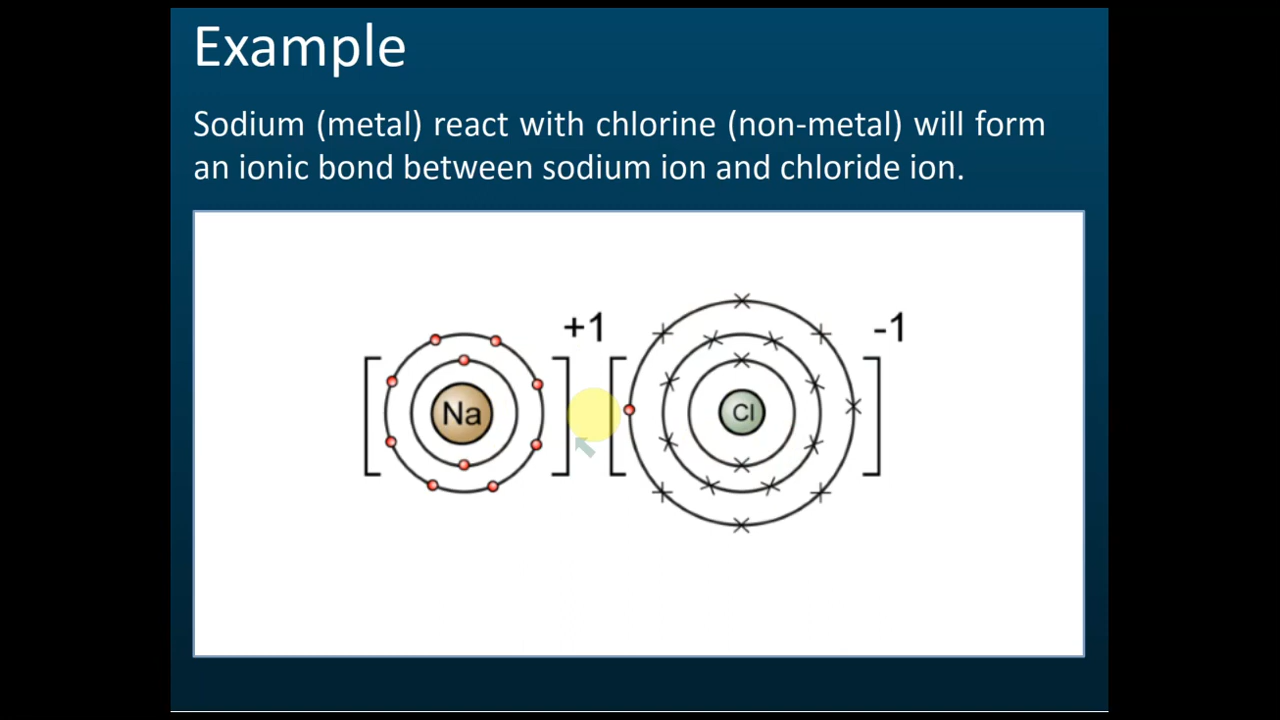 Example
Sodium (metal) react with chlorine (non-metal) will form
an ionic bond between sodium ion and chloride ion.
+1
-1
Na
Cl